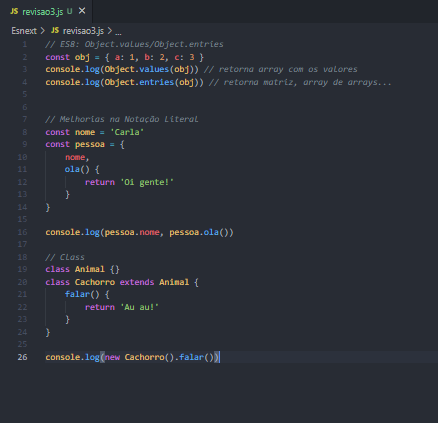 JS revisao3.js U ×
Esnext > JS revisao3.js > ...
1 // ES8: Object.values/Object.entries
2 const obj = { a: 1, b: 2, c: 3 }
3 console.log(Object.values(obj)) // retorna array com os valores
4 console.log(Object.entries(obj)) // retorna matriz, array de arrays...
5
6
7 // Melhorias na Notação Literal
8 const nome = 'Carla'
9 const pessoa = {
10 nome,
11 ola() {
12 return 'Oi gente!'
13 }
14 }
15
16 console.log(pessoa.nome, pessoa.ola())
17
18 // Class
19 class Animal {}
20 class Cachorro extends Animal {
21 falar() {
22 return 'Au au!'
23 }
24 }
25
26 console.log(new Cachorro().falar())